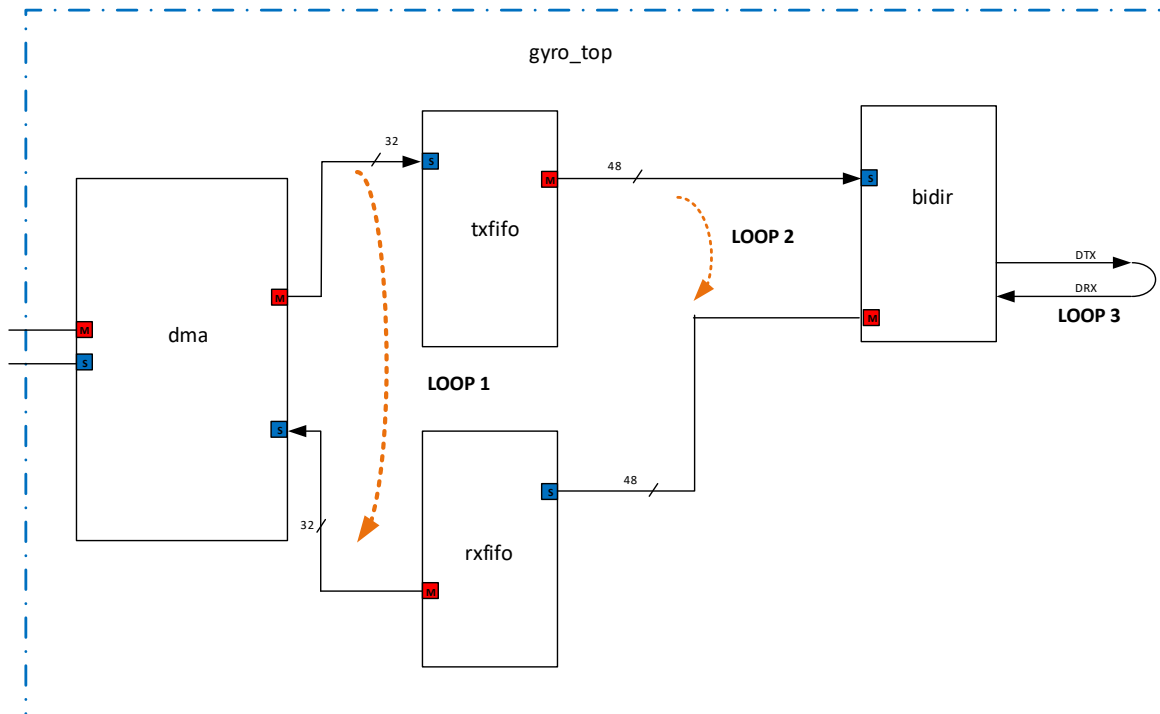 gyro_top
32
S
M
txfifo
48
S
bidir
LOOP 2
DTX
DRX
LOOP 3
M
M
M
S
dma
LOOP 1
S
32
M
rxfifo
S
48